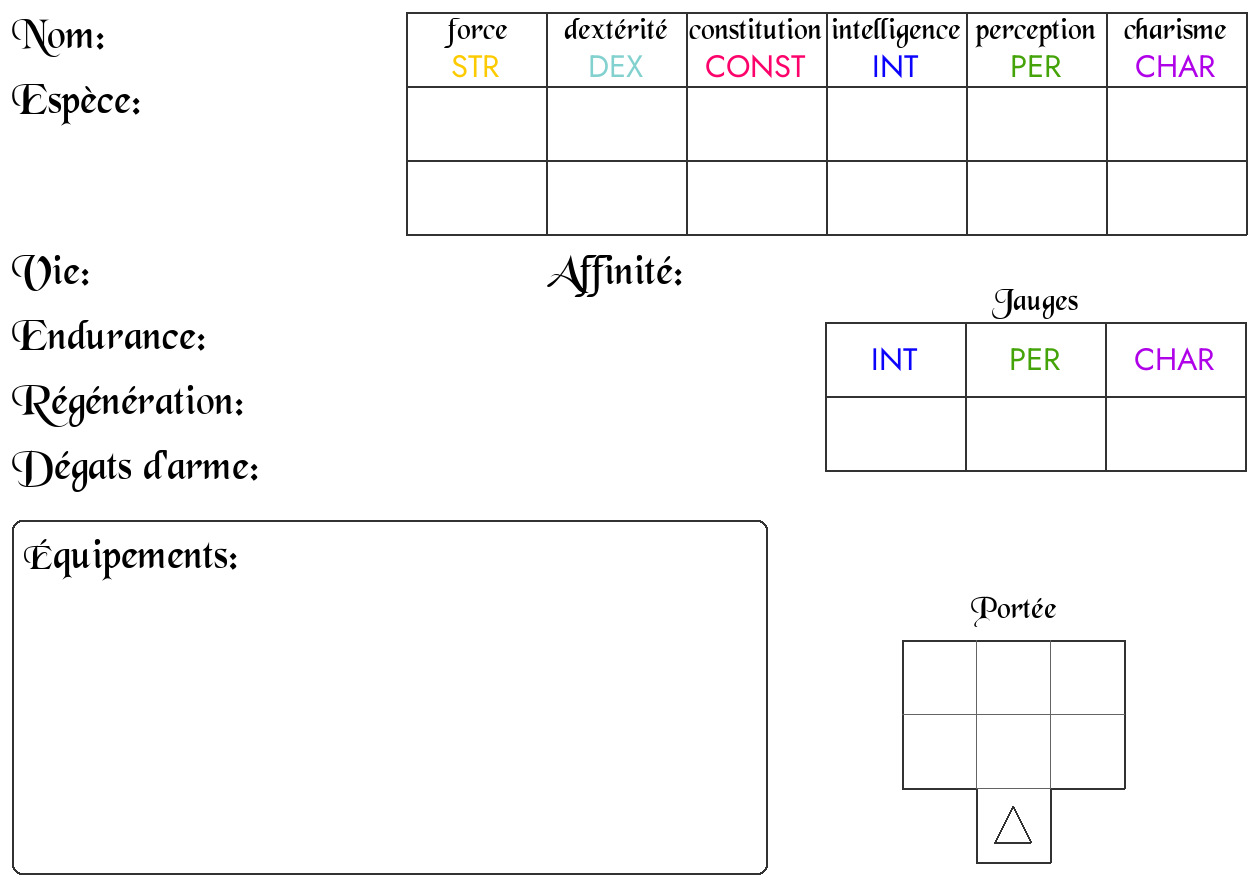 Nom:
Espèce:
force dextérité constitution intelligence perception charisme
STR DEX CONST INT PER CHAR
Vie:
Affinité:
Endurance:
Régénération:
Dégats d'arme:
Jauges
INT PER CHAR
Équipements:
Portée